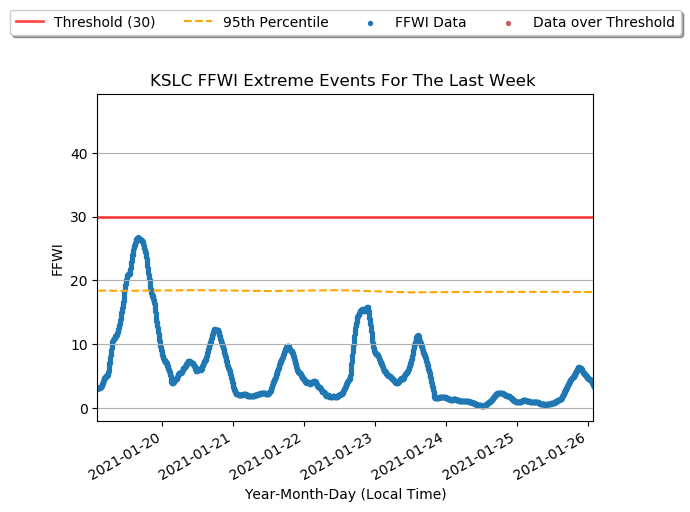 Threshold (30) 95th Percentile FFWI Data Data over Threshold
KSLC FFWI Extreme Events For The Last Week
40
30
20
10
0
FFWI
2021-01-20 2021-01-21 2021-01-22 2021-01-23 2021-01-24 2021-01-25 2021-01-26
Year-Month-Day (Local Time)